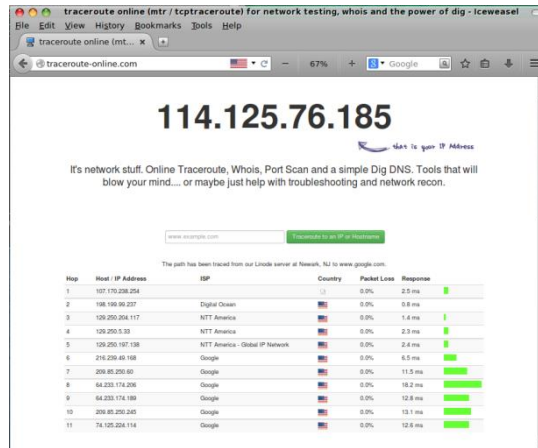 traceroute online (mtr / tcptraceroute) for network testing, whois and the power of dig - Iceweasel
File Edit View History Bookmarks Tools Help
traceroute online (mt... x +
traceroute-online.com 67% Google
114.125.76.185
that is your IP Address
It's network stuff. Online Traceroute, Whois, Port Scan and a simple Dig DNS. Tools that will
blow your mind.... or maybe just help with troubleshooting and network recon.
www.example.com Traceroute to an IP or Hostname
The path has been traced from our Linode server at Newark, NJ to www.google.com.
Hop Host / IP Address ISP Country Packet Loss Response
1 107.170.238.254 0.0% 2.5 ms
2 198.199.99.237 Digital Ocean 0.0% 0.8 ms
3 129.250.204.117 NTT America 0.0% 1.4 ms
4 129.250.5.33 NTT America 0.0% 2.3 ms
5 129.250.197.138 NTT America - Global IP Network 0.0% 2.4 ms
6 216.239.49.168 Google 0.0% 6.5 ms
7 209.85.250.60 Google 0.0% 11.5 ms
8 64.233.174.206 Google 0.0% 18.2 ms
9 64.233.174.189 Google 0.0% 12.8 ms
10 209.85.250.245 Google 0.0% 13.1 ms
11 74.125.224.114 Google 0.0% 12.6 ms